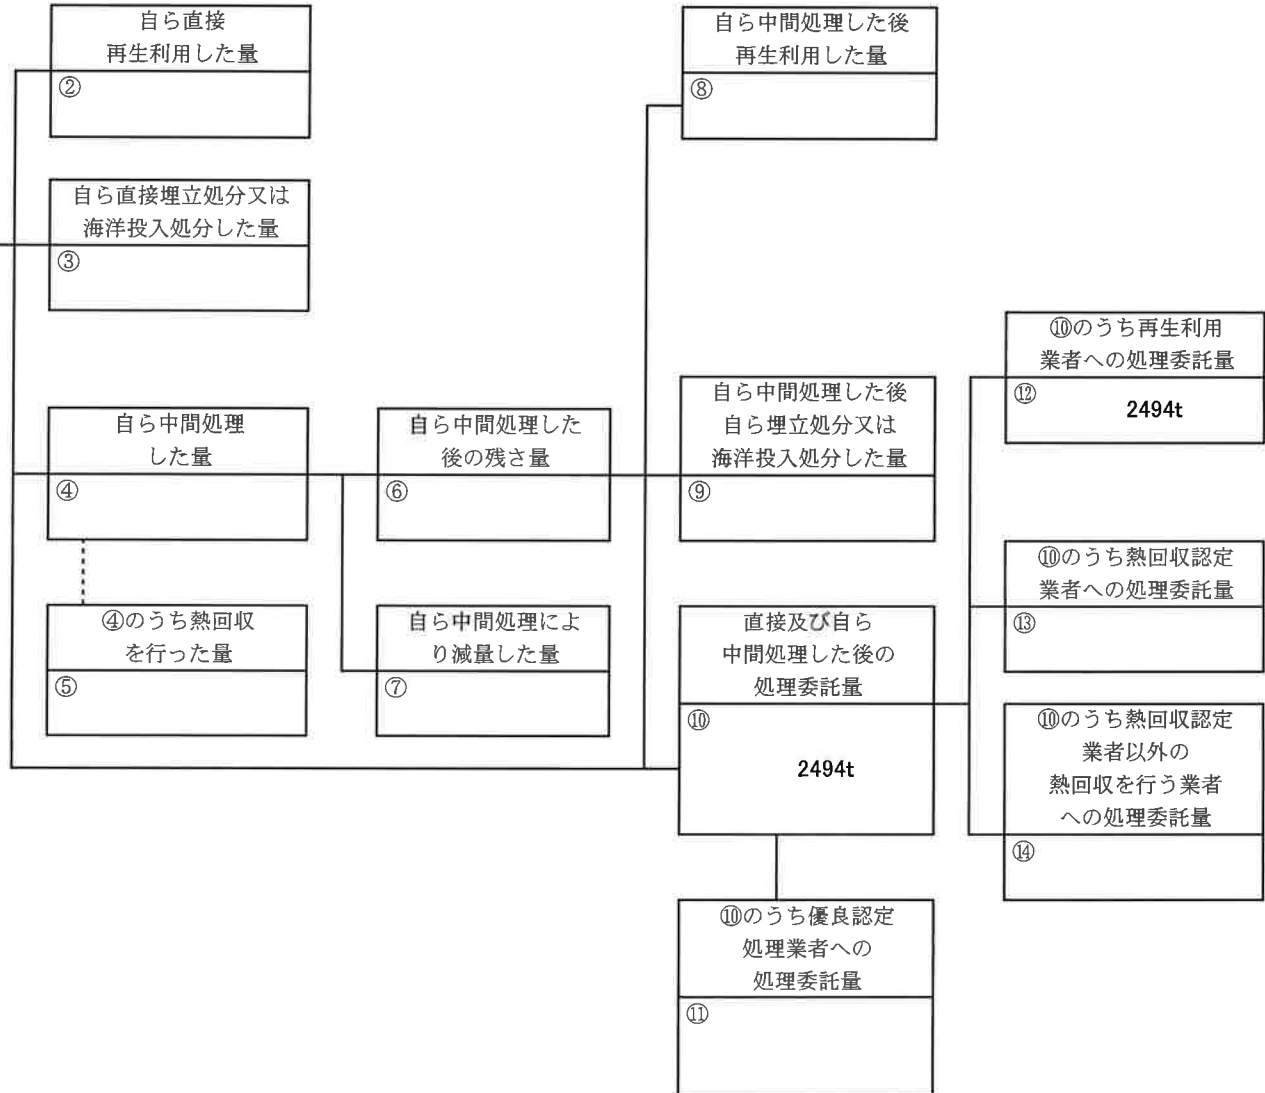 自ら直接
再生利用した量
②
自ら中間処理した後
再生利用した量
⑧
自ら直接埋立処分又は
海洋投入処分した量
③
⑩のうち再生利用
業者への処理委託量
⑫
2494t
自ら中間処理
した量
④
自ら中間処理した
後の残さ量
⑥
自ら中間処理した後
自ら埋立処分又は
海洋投入処分した量
⑨
⑩のうち熱回収認定
業者への処理委託量
⑬
④のうち熱回収
を行った量
⑤
自ら中間処理によ
り減量した量
⑦
直接及び自ら
中間処理した後の
処理委託量
⑩
2494t
⑩のうち熱回収認定
業者以外の
熱回収を行う業者
への処理委託量
⑭
⑩のうち優良認定
処理業者への
処理委託量
⑪